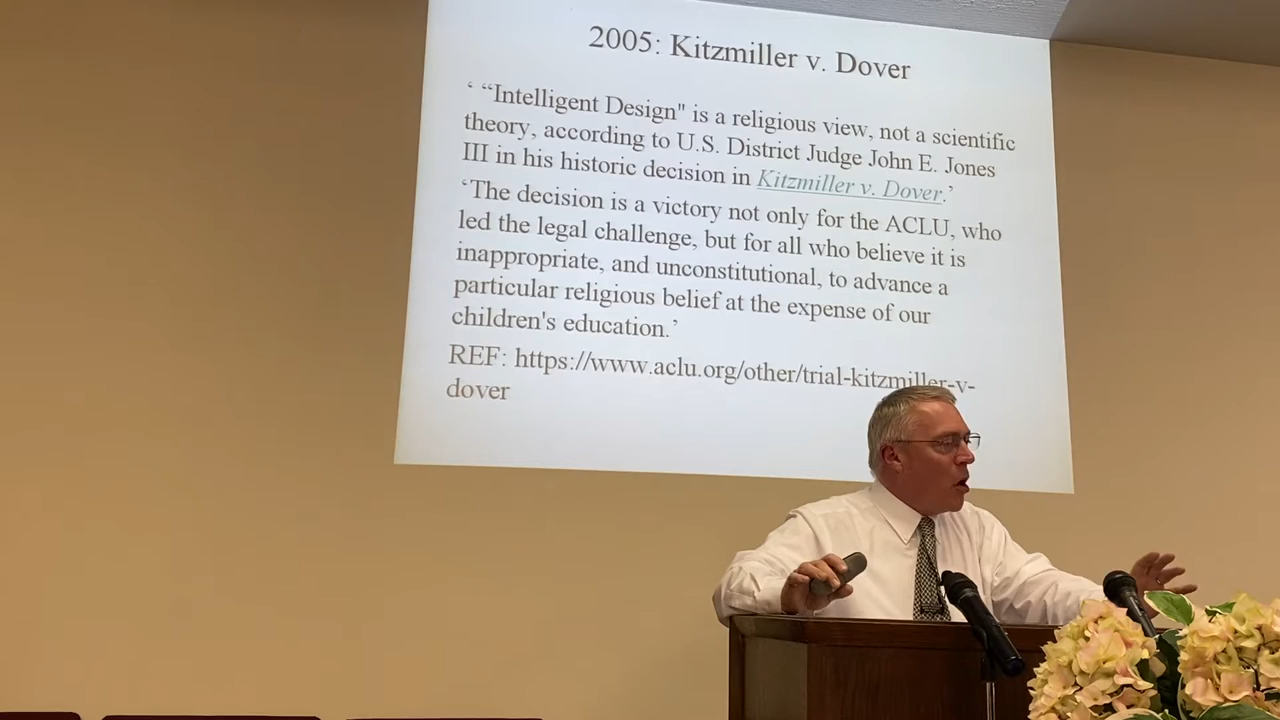 2005: Kitzmiller v. Dover
‘ “Intelligent Design" is a religious view, not a scientific
theory, according to U.S. District Judge John E. Jones
III in his historic decision in Kitzmiller v. Dover.’
‘The decision is a victory not only for the ACLU, who
led the legal challenge, but for all who believe it is
inappropriate, and unconstitutional, to advance a
particular religious belief at the expense of our
children's education.’
REF: https://www.aclu.org/other/trial-kitzmiller-v-
dover